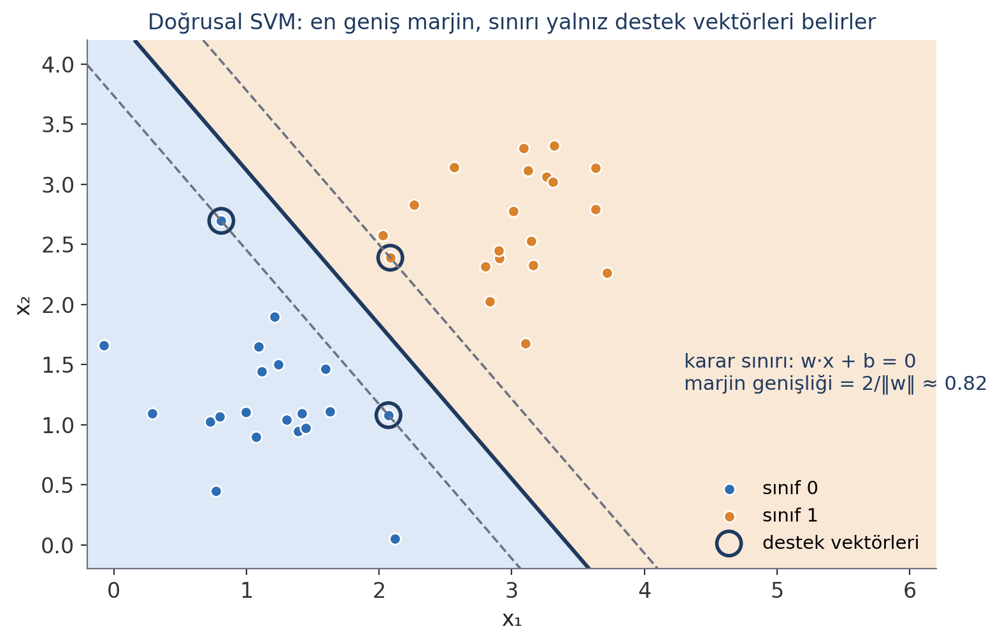 Doğrusal SVM: en geniş marjin, sınırı yalnız destek vektörleri belirler
4.0
3.5
3.0
2.5
2.0
1.5
1.0
0.5
0.0
x₂
karar sınırı: w·x + b = 0
marjin genişliği = 2/‖w‖ ≈ 0.82
sınıf 0
sınıf 1
destek vektörleri
0 1 2 3 4 5 6
x₁